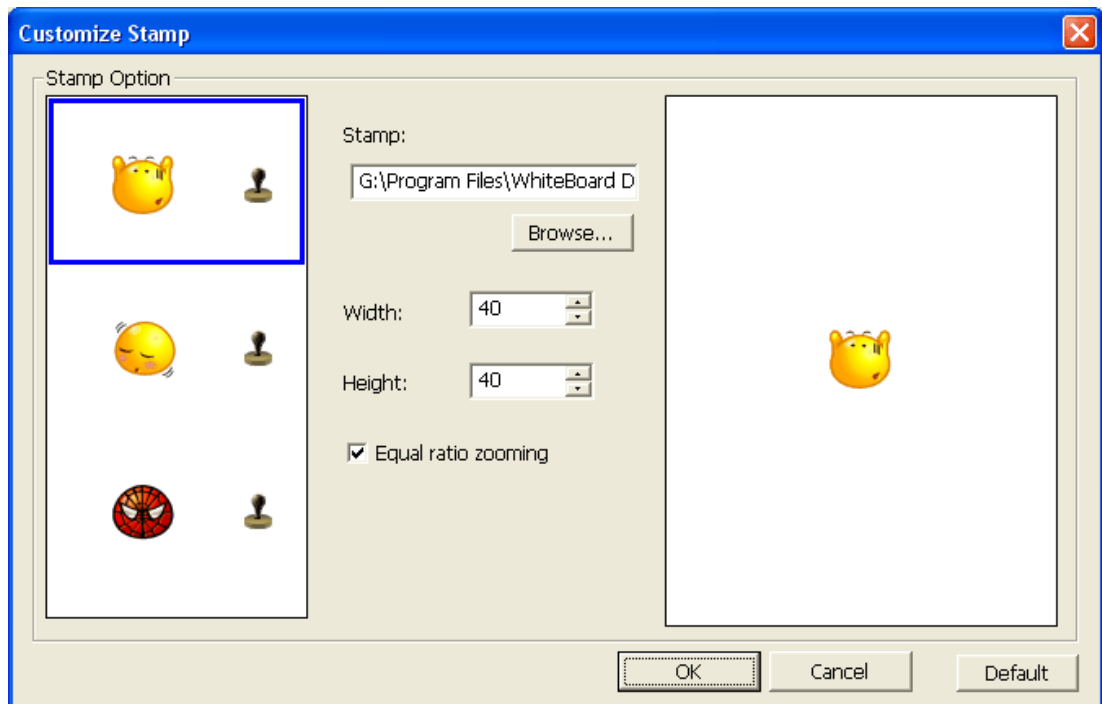 Customize Stamp
Stamp Option
Stamp:
G:\Program Files\WhiteBoard D
Browse...
Width:
40
Height:
40
Equal ratio zooming
OK
Cancel
Default